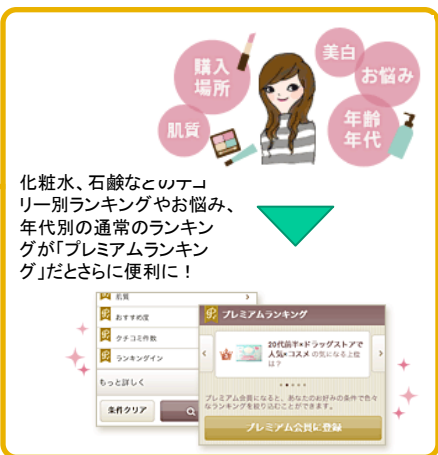 購入
場所
美白
お悩み
肌質
年齢
年代
化粧水、石鹸などのテゴ
リー別ランキングやお悩み、
年代別の通常のランキン
グが「プレミアムランキン
グ」だとさらに便利に！
肌質
おすすめ度
クチコミ件数
ランキングイン
もっと詳しく
条件クリア
プレミアムランキング
20代前半×ドラッグストアで
人気×コスメ の気になる上位
は？
プレミアム会員になると、あなたのお好みの条件で色々
なランキングを絞り込むことができます。
プレミアム会員に登録